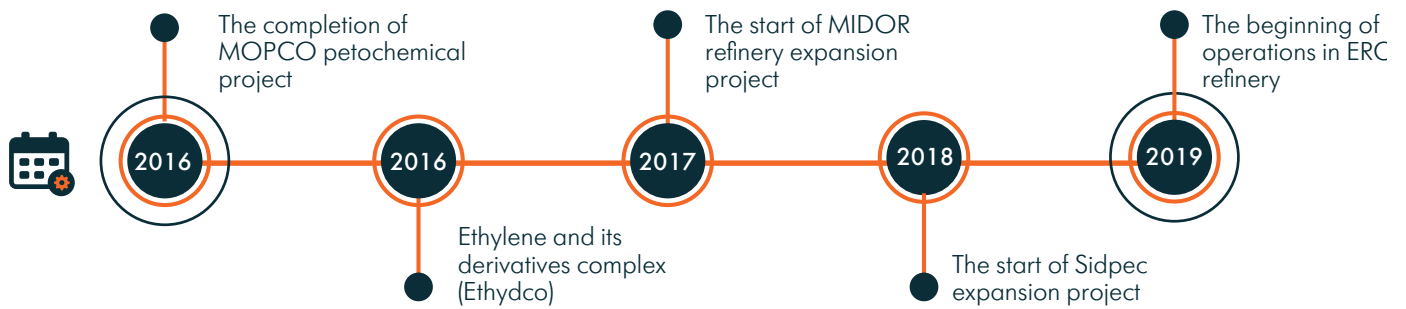 The completion of
MOPCO petochemical
project
2016
2016
Ethylene and its
derivatives complex
(Ethydco)
The start of MIDOR
refinery expansion
project
2017
2018
The start of Sidpec
expansion project
The beginning of
operations in ERC
refinery
2019